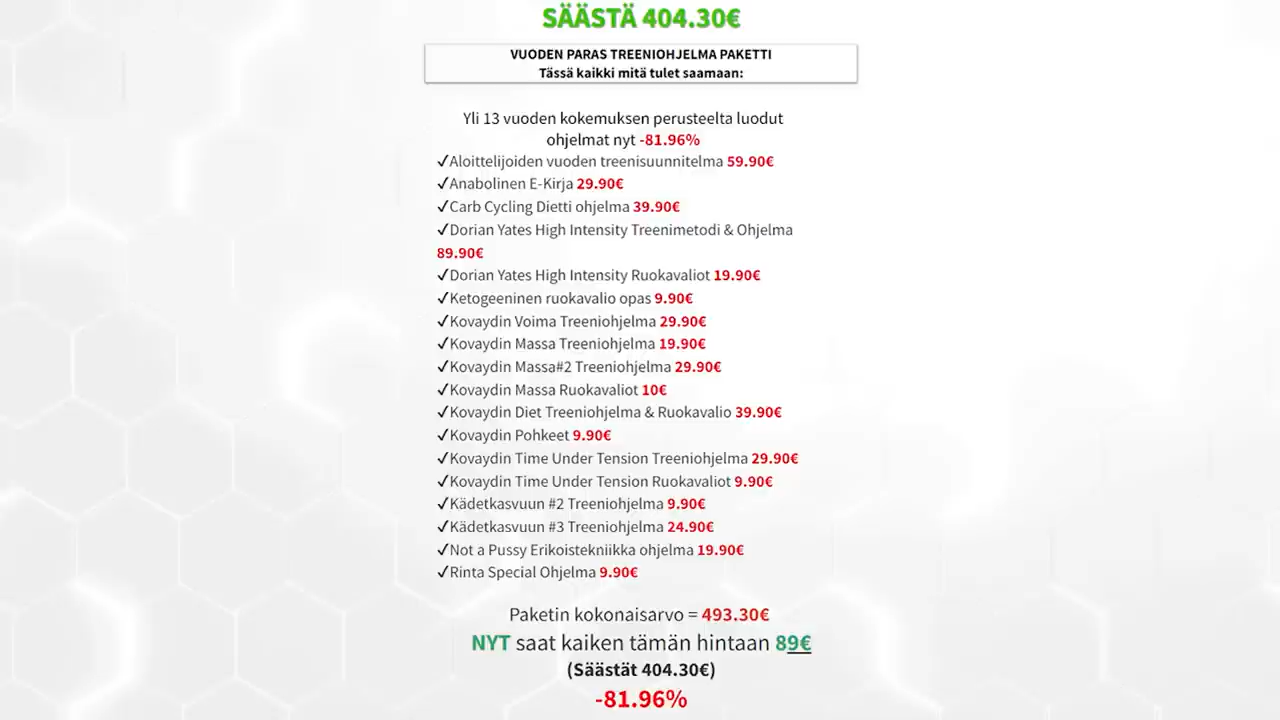 SÄÄSTÄ 404.30€
VUODEN PARAS TREENIOHJELMA PAKETTI
Tässä kaikki mitä tulet saamaan:
Yli 13 vuoden kokemuksen perusteelta luodut
ohjelmat nyt -81.96%
✓Aloittelijoiden vuoden treenisuunnitelma 59.90€
✓Anabolinen E-Kirja 29.90€
✓Carb Cycling Dietti ohjelma 39.90€
✓Dorian Yates High Intensity Treenimetodi & Ohjelma
89.90€
✓Dorian Yates High Intensity Ruokavaliot 19.90€
✓Ketogeeninen ruokavalio opas 9.90€
✓Kovaydin Voima Treeniohjelma 29.90€
✓Kovaydin Massa Treeniohjelma 19.90€
✓Kovaydin Massa#2 Treeniohjelma 29.90€
✓Kovaydin Massa Ruokavaliot 10€
✓Kovaydin Diet Treeniohjelma & Ruokavalio 39.90€
✓Kovaydin Pohkeet 9.90€
✓Kovaydin Time Under Tension Treeniohjelma 29.90€
✓Kovaydin Time Under Tension Ruokavaliot 9.90€
✓Kädetkasvuun #2 Treeniohjelma 9.90€
✓Kädetkasvuun #3 Treeniohjelma 24.90€
✓Not a Pussy Erikoistekniikka ohjelma 19.90€
✓Rinta Special Ohjelma 9.90€
Paketin kokonaisarvo = 493.30€
NYT saat kaiken tämän hintaan 89€
(Säästät 404.30€)
-81.96%